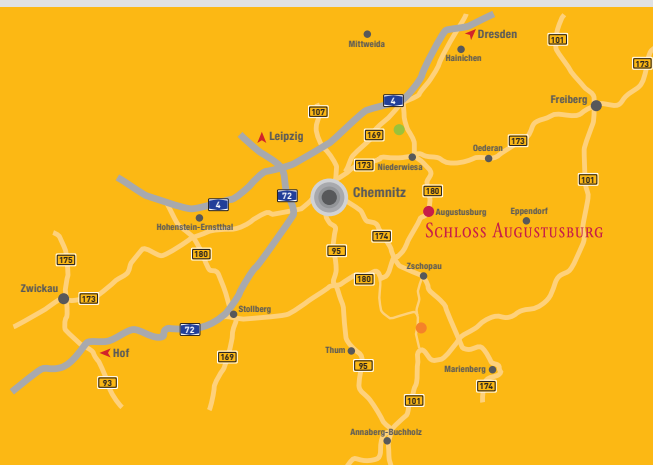 Dresden
101
Mittweida
Hainichen
173
4
Freiberg
107
Leipzig
169
173
Oederan
173
Niederwiesa
101
72
Chemnitz
180
4
Augustusburg
Eppendorf
Hohenstein-Ernstthal
SCHLOSS AUGUSTUSBURG
174
95
180
175
Zschopau
180
Zwickau
173
Stollberg
72
Hof
169
Thum
95
Marienberg
174
93
101
Annaberg-Buchholz